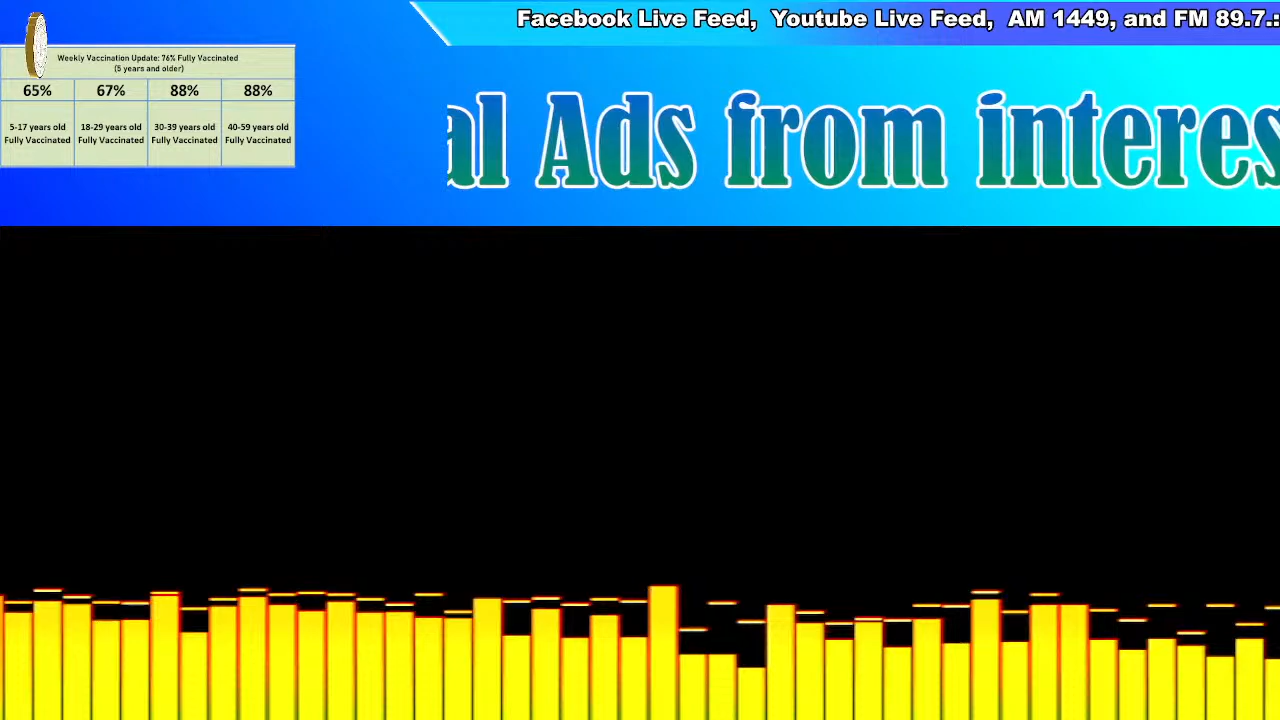 Facebook Live Feed, Youtube Live Feed, AM 1449, and FM 89.7.:
Weekly Vaccination Update: 76% Fully Vaccinated
(5 years and older)
65% 67% 88% 88%
5-17 years old 18-29 years old 30-39 years old 40-59 years old
Fully Vaccinated Fully Vaccinated Fully Vaccinated Fully Vaccinated
al Ads from interes